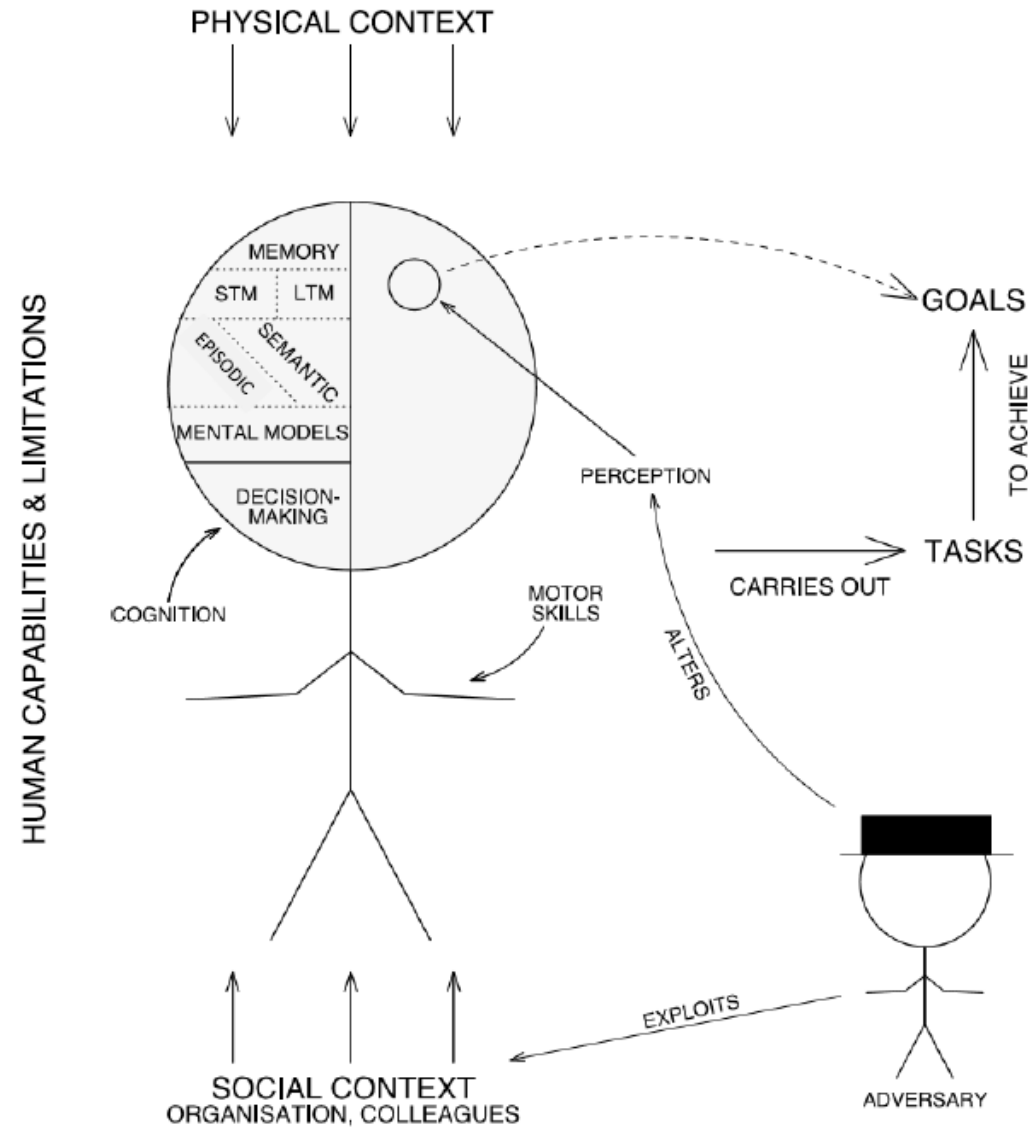 PHYSICAL CONTEXT
HUMAN CAPABILITIES & LIMITATIONS
MEMORY
STM
LTM
EPISODIC
SEMANTIC
MENTAL MODELS
DECISION-
MAKING
COGNITION
MOTOR
SKILLS
PERCEPTION
GOALS
TO ACHIEVE
TASKS
CARRIES OUT
ALTERS
EXPLOITS
ADVERSARY
SOCIAL CONTEXT
ORGANISATION, COLLEAGUES